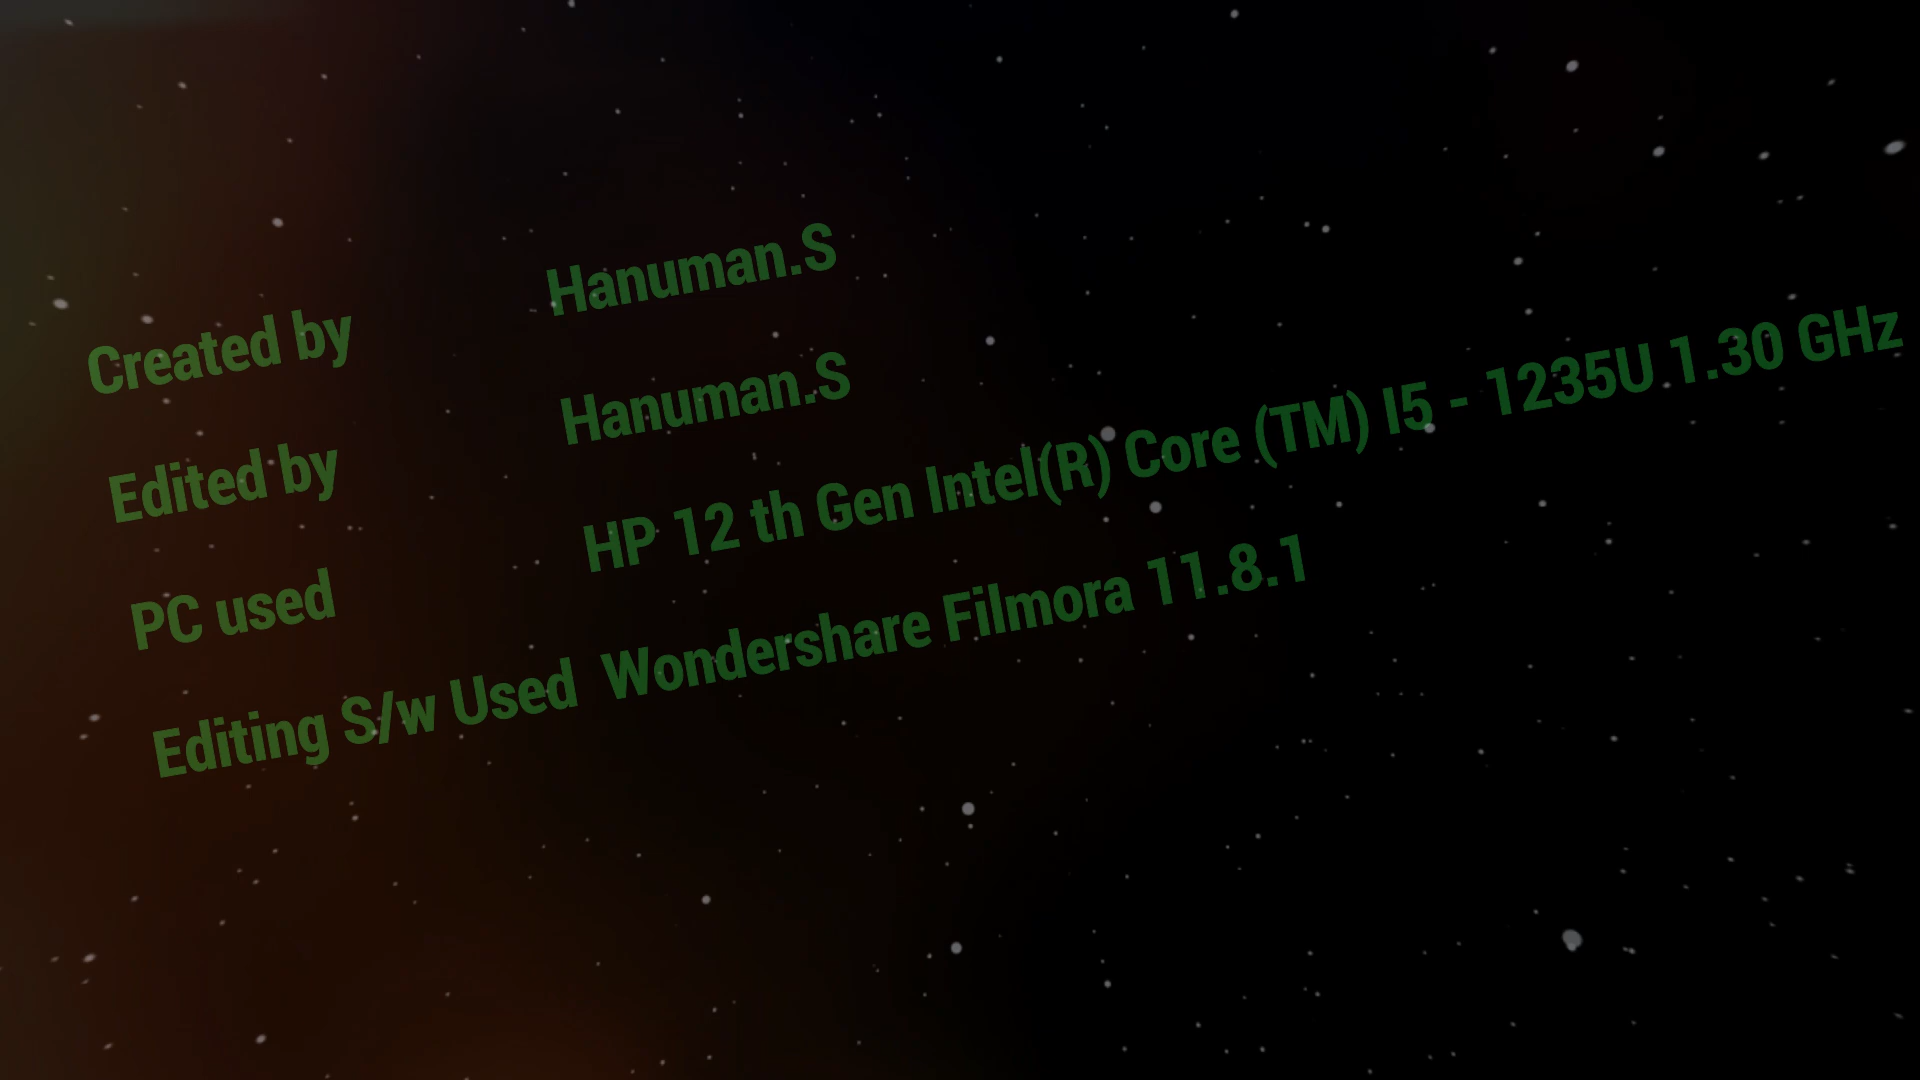 Created by Hanuman.S
Edited by Hanuman.S
PC used HP 12 th Gen Intel(R) Core (TM) I5 - 1235U 1.30 GHz
Editing S/w Used Wondershare Filmora 11.8.1